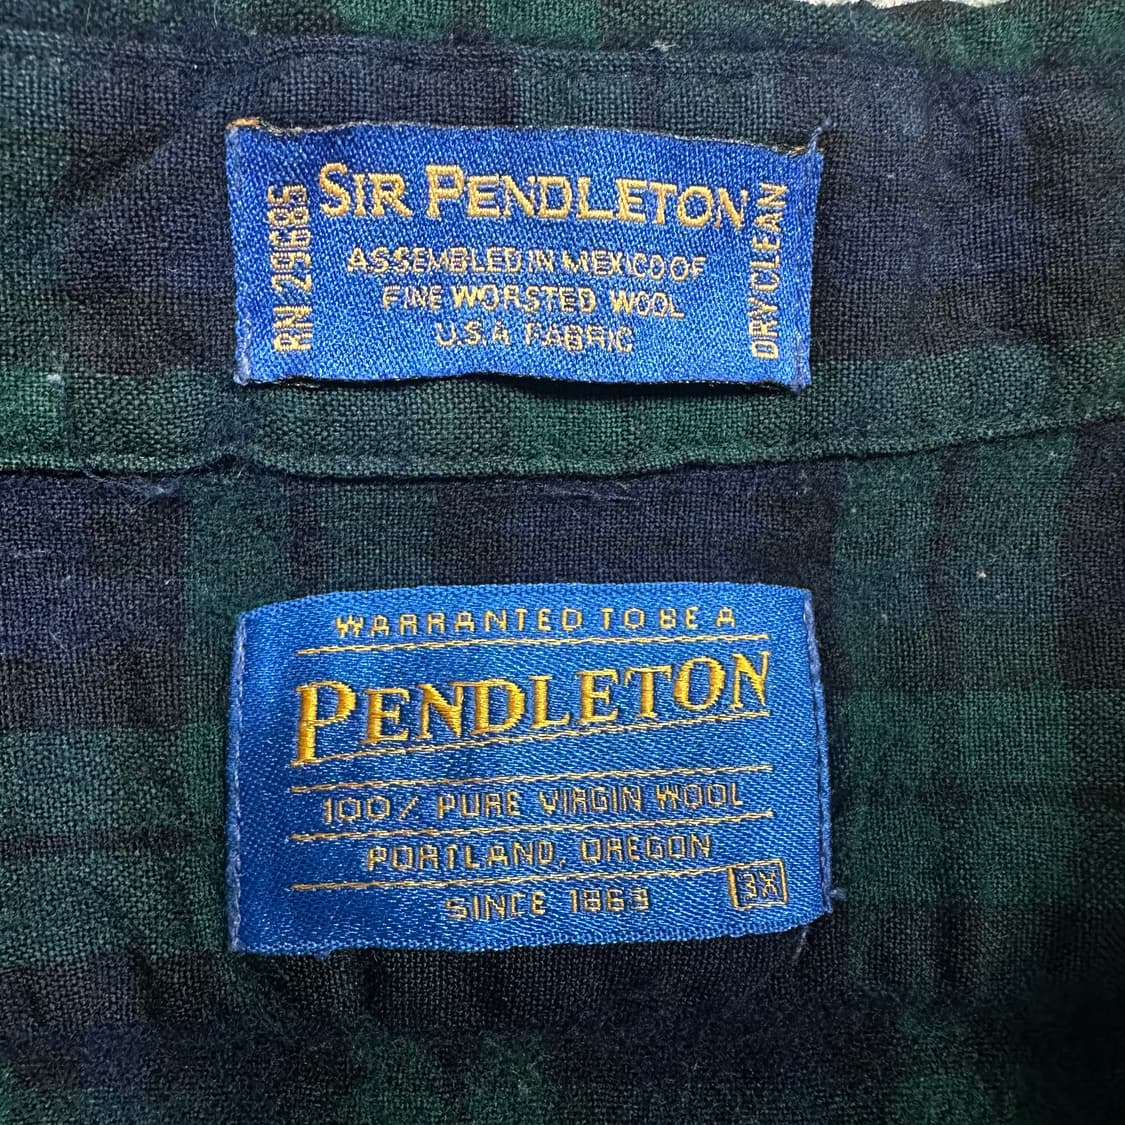 SIR PENDLETON
RN 29685
ASSEMBLED IN MEXICO OF
FINE WORSTED WOOL
U.S.A FABRIC
DRY CLEAN
WARRANTED TO BE A
PENDLETON
100% PURE VIRGIN WOOL
PORTLAND, OREGON
SINCE 1863
3X